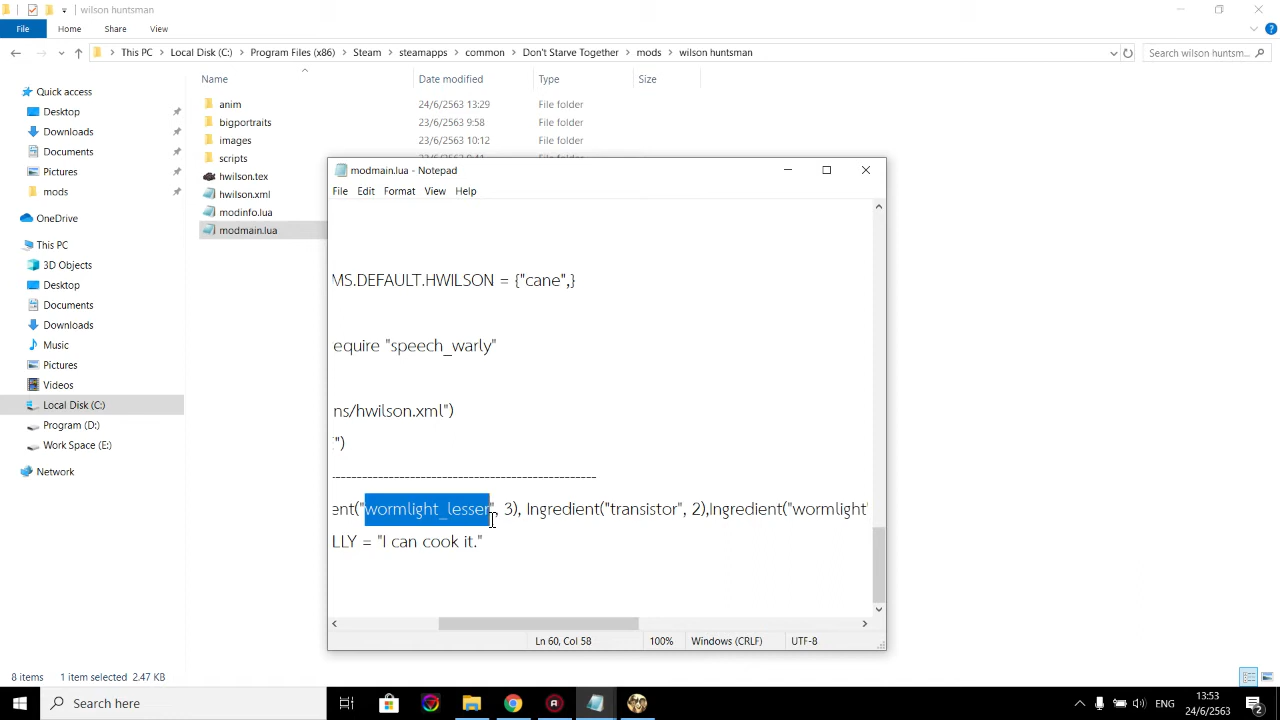 wilson huntsman
File Home Share View
This PC Local Disk (C:) Program Files (x86) Steam steamapps common Don't Starve Together mods wilson huntsman
Search wilson huntsm...
Name Date modified Type Size
Quick access
Desktop
Downloads
Documents
Pictures
mods
OneDrive
This PC
3D Objects
Desktop
Documents
Downloads
Music
Pictures
Videos
Local Disk (C:)
Program (D:)
Work Space (E:)
Network
anim 24/6/2563 13:29 File folder
bigportraits 23/6/2563 9:58 File folder
images 23/6/2563 10:12 File folder
scripts File folder
hwilson.tex
hwilson.xml
modinfo.lua
modmain.lua
modmain.lua - Notepad
File Edit Format View Help
MS.DEFAULT.HWILSON = {"cane",}
equire "speech_warly"
ns/hwilson.xml")
")
--------------------------------------------------------
ent("wormlight_lesser", 3), Ingredient("transistor", 2),Ingredient("wormlight"
LLY = "I can cook it."
Ln 60, Col 58 100% Windows (CRLF) UTF-8
8 items 1 item selected 2.47 KB
Search here
ENG
13:53
24/6/2563
2